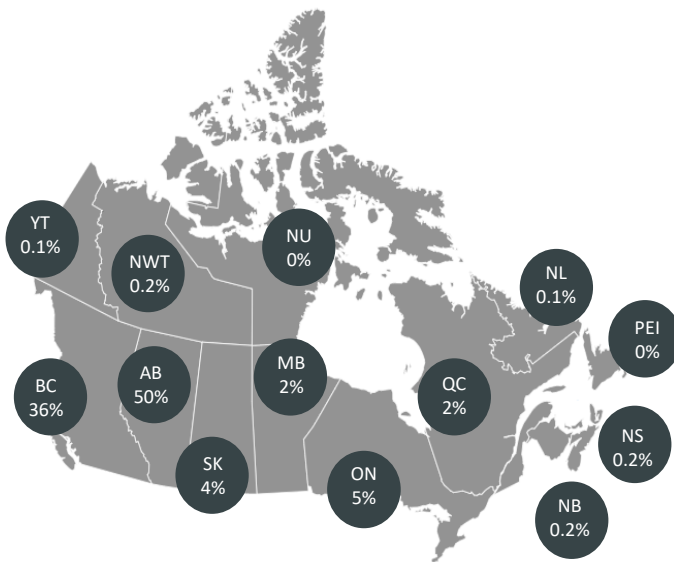 YT
0.1%
NWT
0.2%
NU
0%
NL
0.1%
PEI
0%
BC
36%
AB
50%
MB
2%
QC
2%
SK
4%
ON
5%
NS
0.2%
NB
0.2%